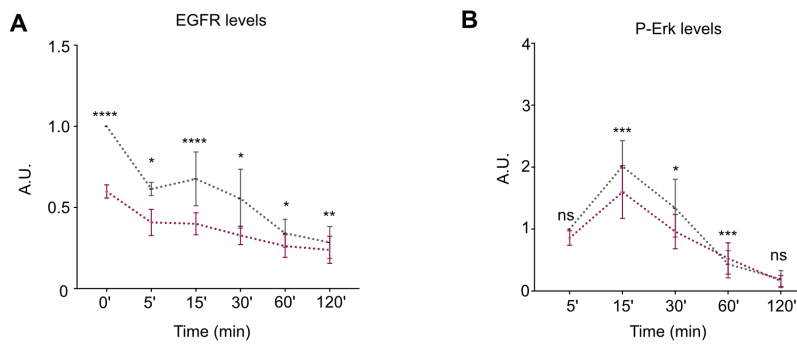 A
EGFR levels
A.U.
1.5
1.0
0.5
0
****
*
****
*
*
**
0' 5' 15' 30' 60' 120'
Time (min)
B
P-Erk levels
A.U.
4
3
2
1
0
ns
***
*
***
ns
5' 15' 30' 60' 120'
Time (min)